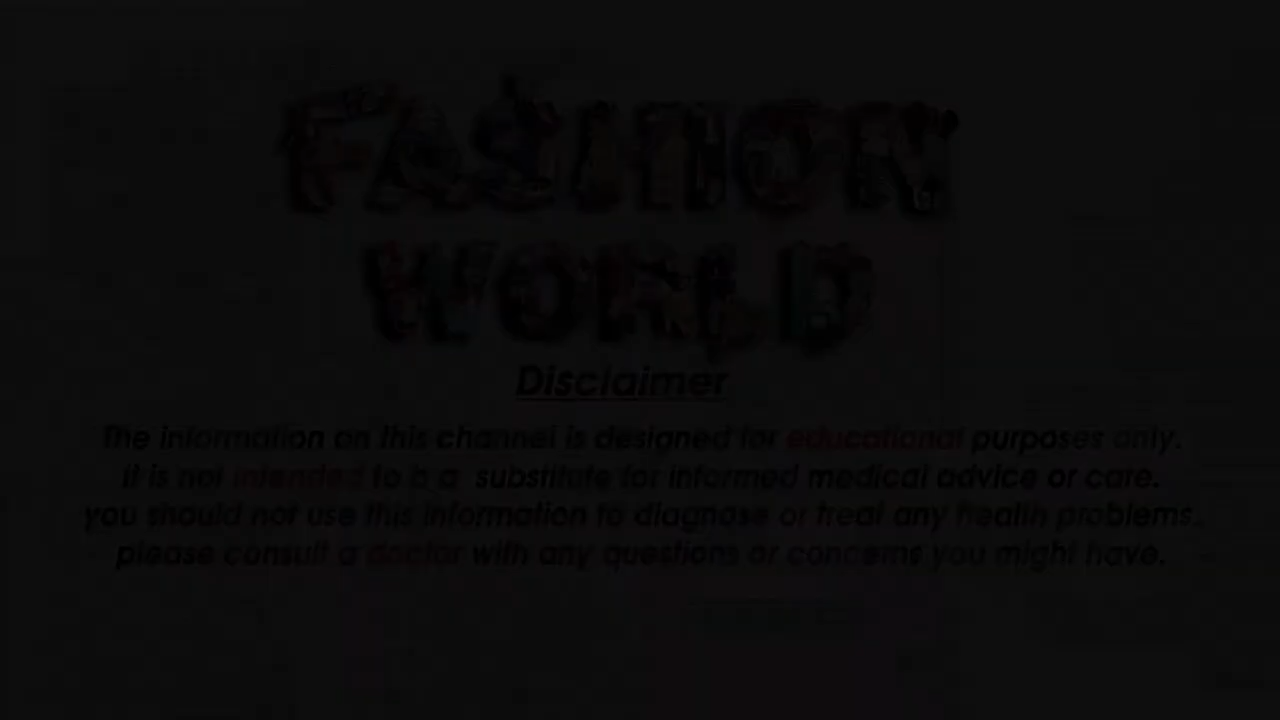 FASHION
WORLD
Disclaimer
The information on this channel is designed for educational purposes only.
It is not intended to b a substitute for informed medical advice or care.
you should not use this information to diagnose or treat any health problems.
please consult a doctor with any questions or concerns you might have.